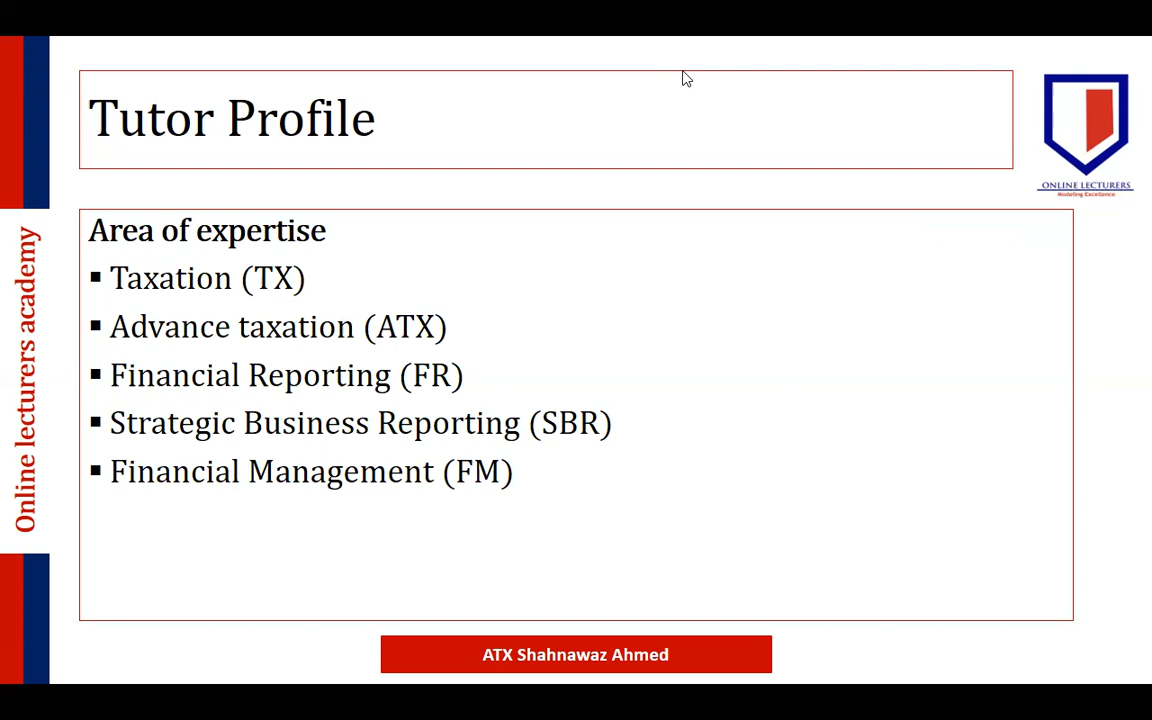 Tutor Profile
ONLINE LECTURERS
Modeling Excellence
Area of expertise
▪ Taxation (TX)
▪ Advance taxation (ATX)
▪ Financial Reporting (FR)
▪ Strategic Business Reporting (SBR)
▪ Financial Management (FM)
Online lecturers academy
ATX Shahnawaz Ahmed